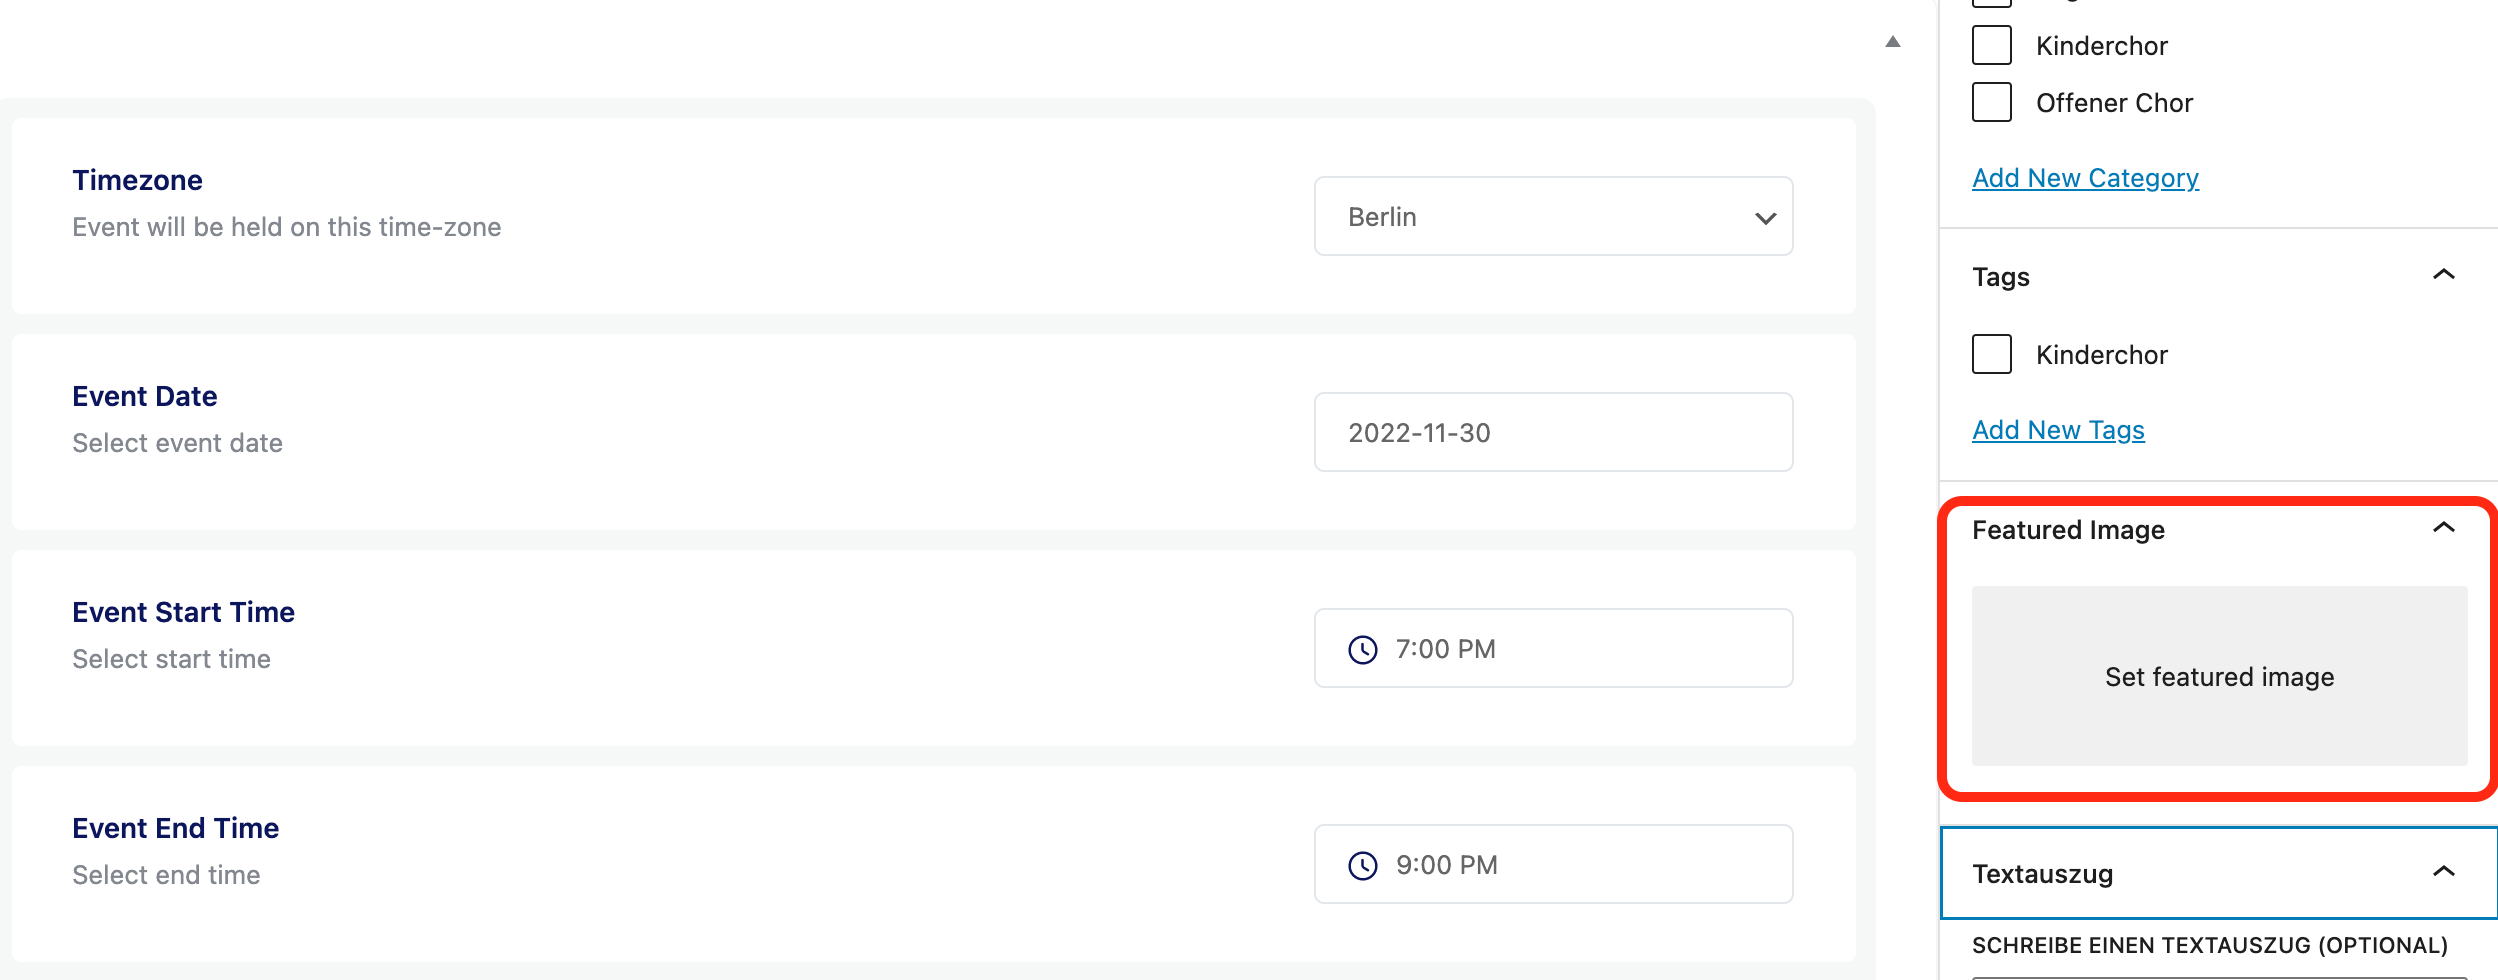 Timezone
Event will be held on this time-zone
Berlin
Event Date
Select event date
2022-11-30
Event Start Time
Select start time
7:00 PM
Event End Time
Select end time
9:00 PM
Kinderchor
Offener Chor
Add New Category
Tags
Kinderchor
Add New Tags
Featured Image
Set featured image
Textauszug
SCHREIBE EINEN TEXTAUSZUG (OPTIONAL)